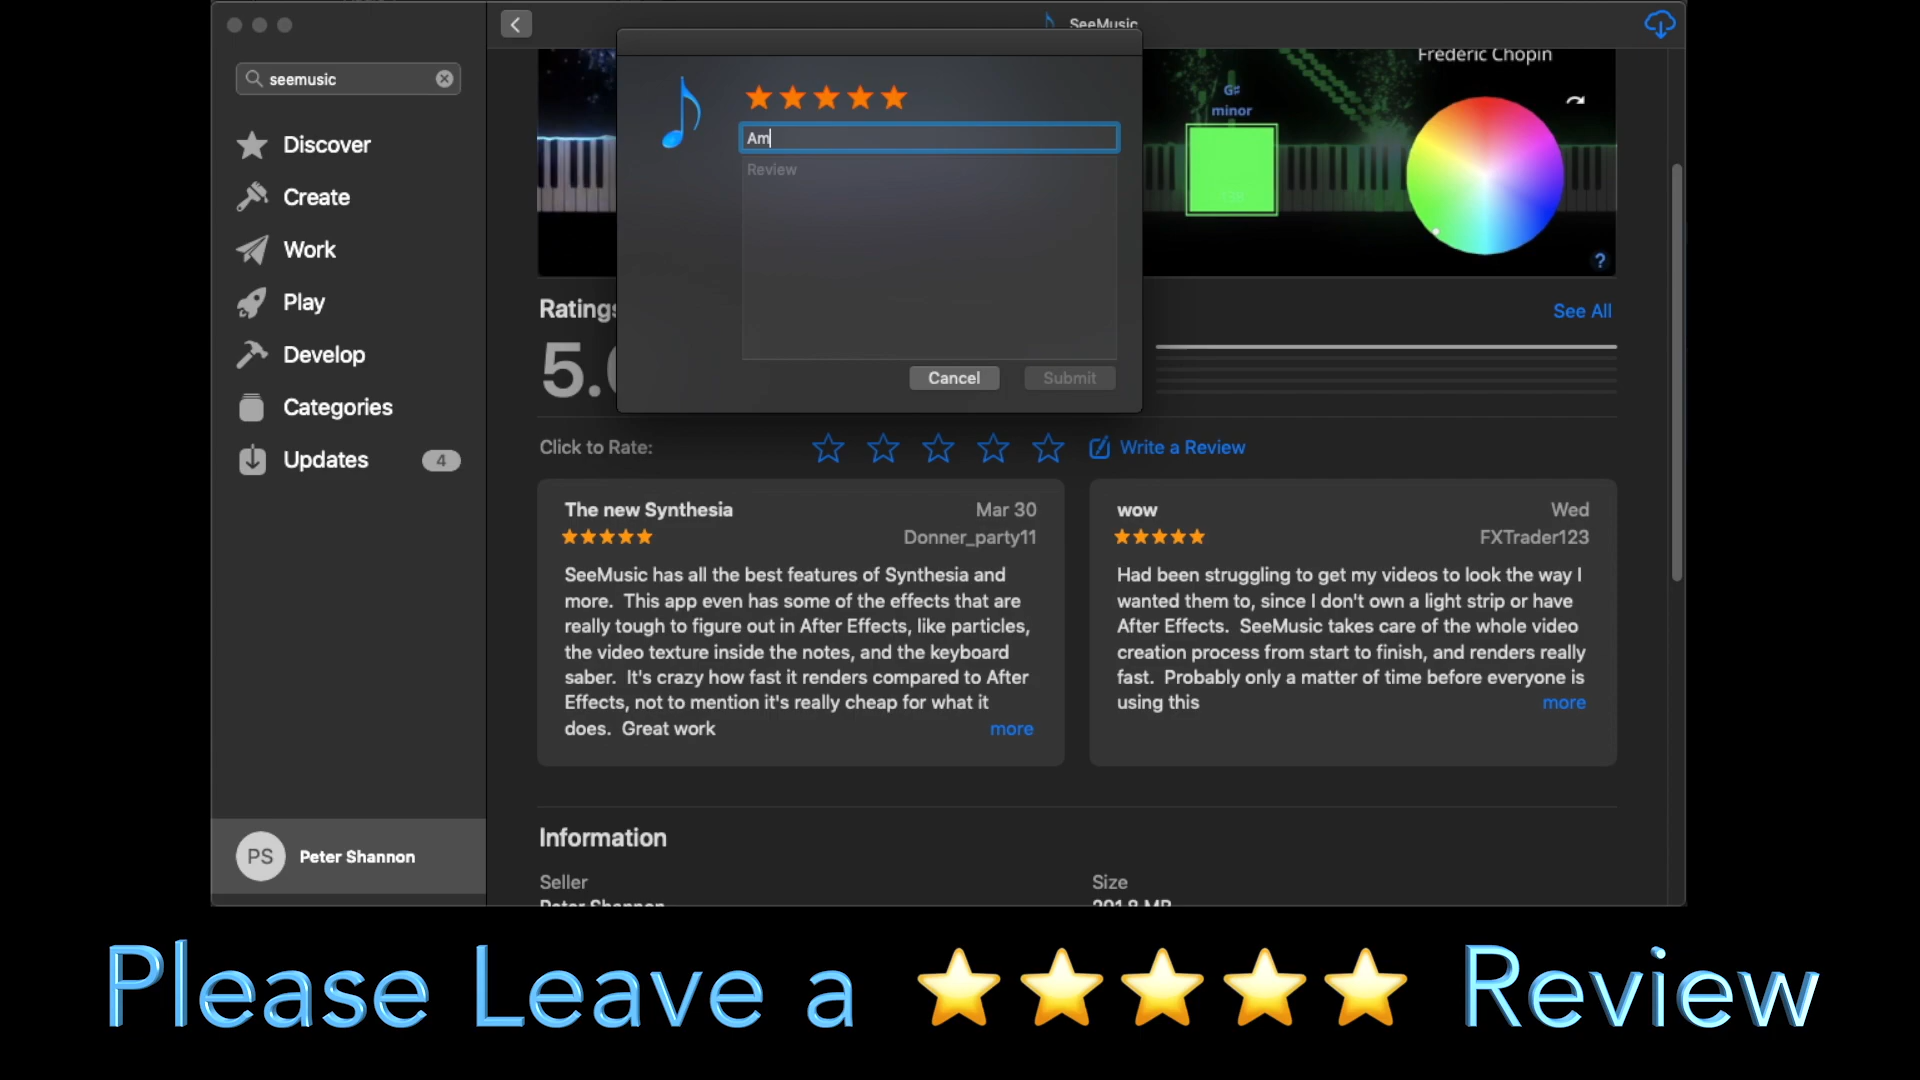 SeeMusic
seemusic
Discover
Create
Work
Play
Develop
Categories
Updates 4
PS Peter Shannon
Am
Review
Cancel Submit
Frederic Chopin
G#
minor
?
Ratings
See All
5.0
Click to Rate: Write a Review
The new Synthesia Mar 30
Donner_party11
SeeMusic has all the best features of Synthesia and
more. This app even has some of the effects that are
really tough to figure out in After Effects, like particles,
the video texture inside the notes, and the keyboard
saber. It's crazy how fast it renders compared to After
Effects, not to mention it's really cheap for what it
does. Great work more
wow Wed
FXTrader123
Had been struggling to get my videos to look the way I
wanted them to, since I don't own a light strip or have
After Effects. SeeMusic takes care of the whole video
creation process from start to finish, and renders really
fast. Probably only a matter of time before everyone is
using this more
Information
Seller Size
Peter Shannon 201.8 MB
Please Leave a ⭐⭐⭐⭐⭐ Review